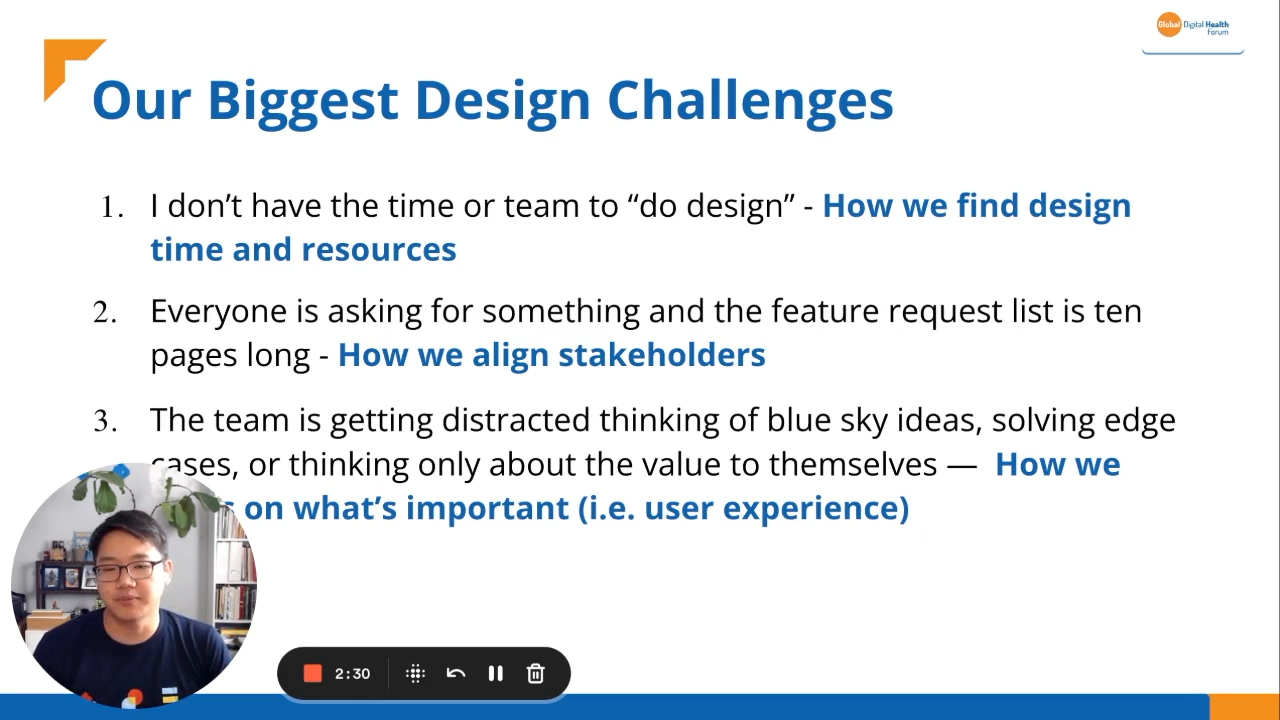 Global Digital Health
Forum
Our Biggest Design Challenges
1. I don’t have the time or team to “do design” - How we find design
time and resources
2. Everyone is asking for something and the feature request list is ten
pages long - How we align stakeholders
3. The team is getting distracted thinking of blue sky ideas, solving edge
cases, or thinking only about the value to themselves — How we
on what’s important (i.e. user experience)
2:30